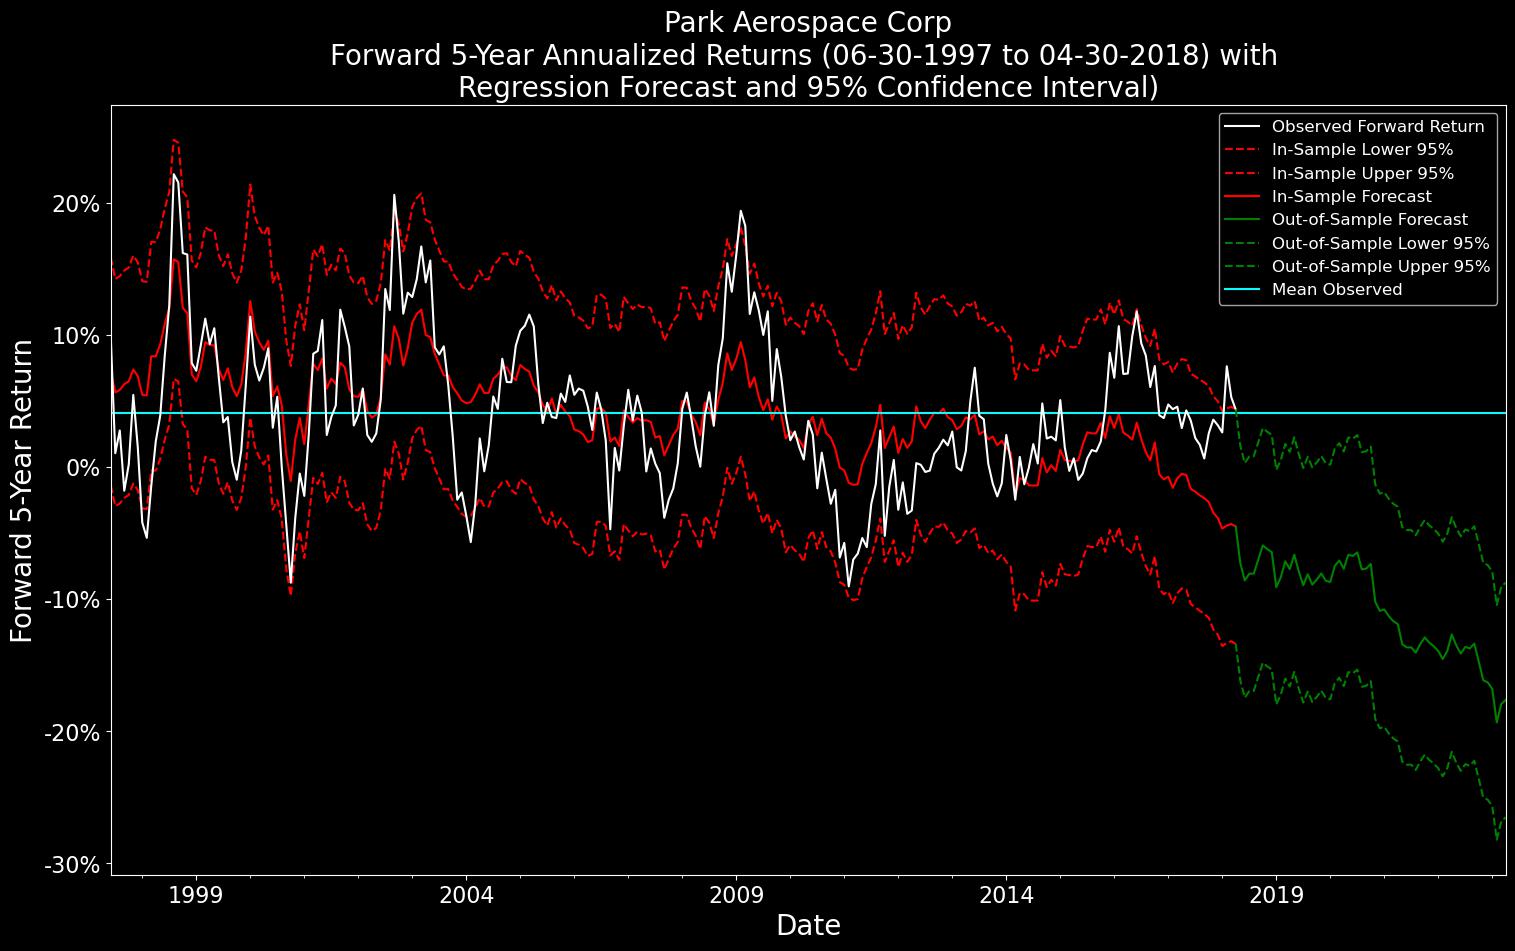 Park Aerospace Corp
Forward 5-Year Annualized Returns (06-30-1997 to 04-30-2018) with
Regression Forecast and 95% Confidence Interval)
Observed Forward Return
In-Sample Lower 95%
In-Sample Upper 95%
In-Sample Forecast
Out-of-Sample Forecast
Out-of-Sample Lower 95%
Out-of-Sample Upper 95%
Mean Observed
Forward 5-Year Return
20%
10%
0%
-10%
-20%
-30%
1999
2004
2009
2014
2019
Date